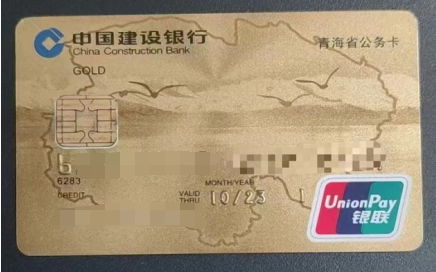 中国建设银行
China Construction Bank
青海省公务卡
GOLD
6283
MONTH/YEAR
CREDIT
VALID THRU 10/23
UnionPay
银联